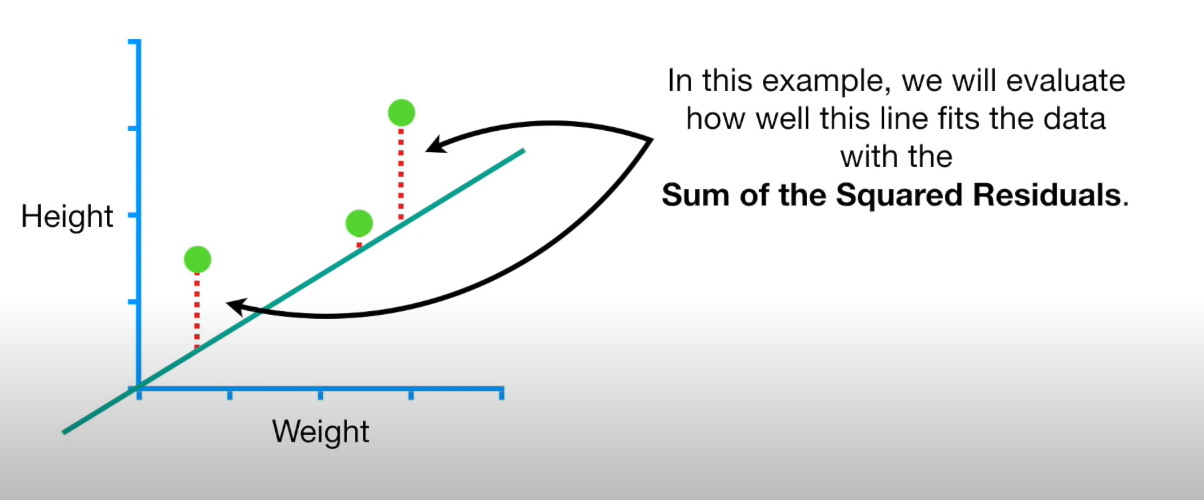 In this example, we will evaluate
how well this line fits the data
with the
Sum of the Squared Residuals.
Height
Weight